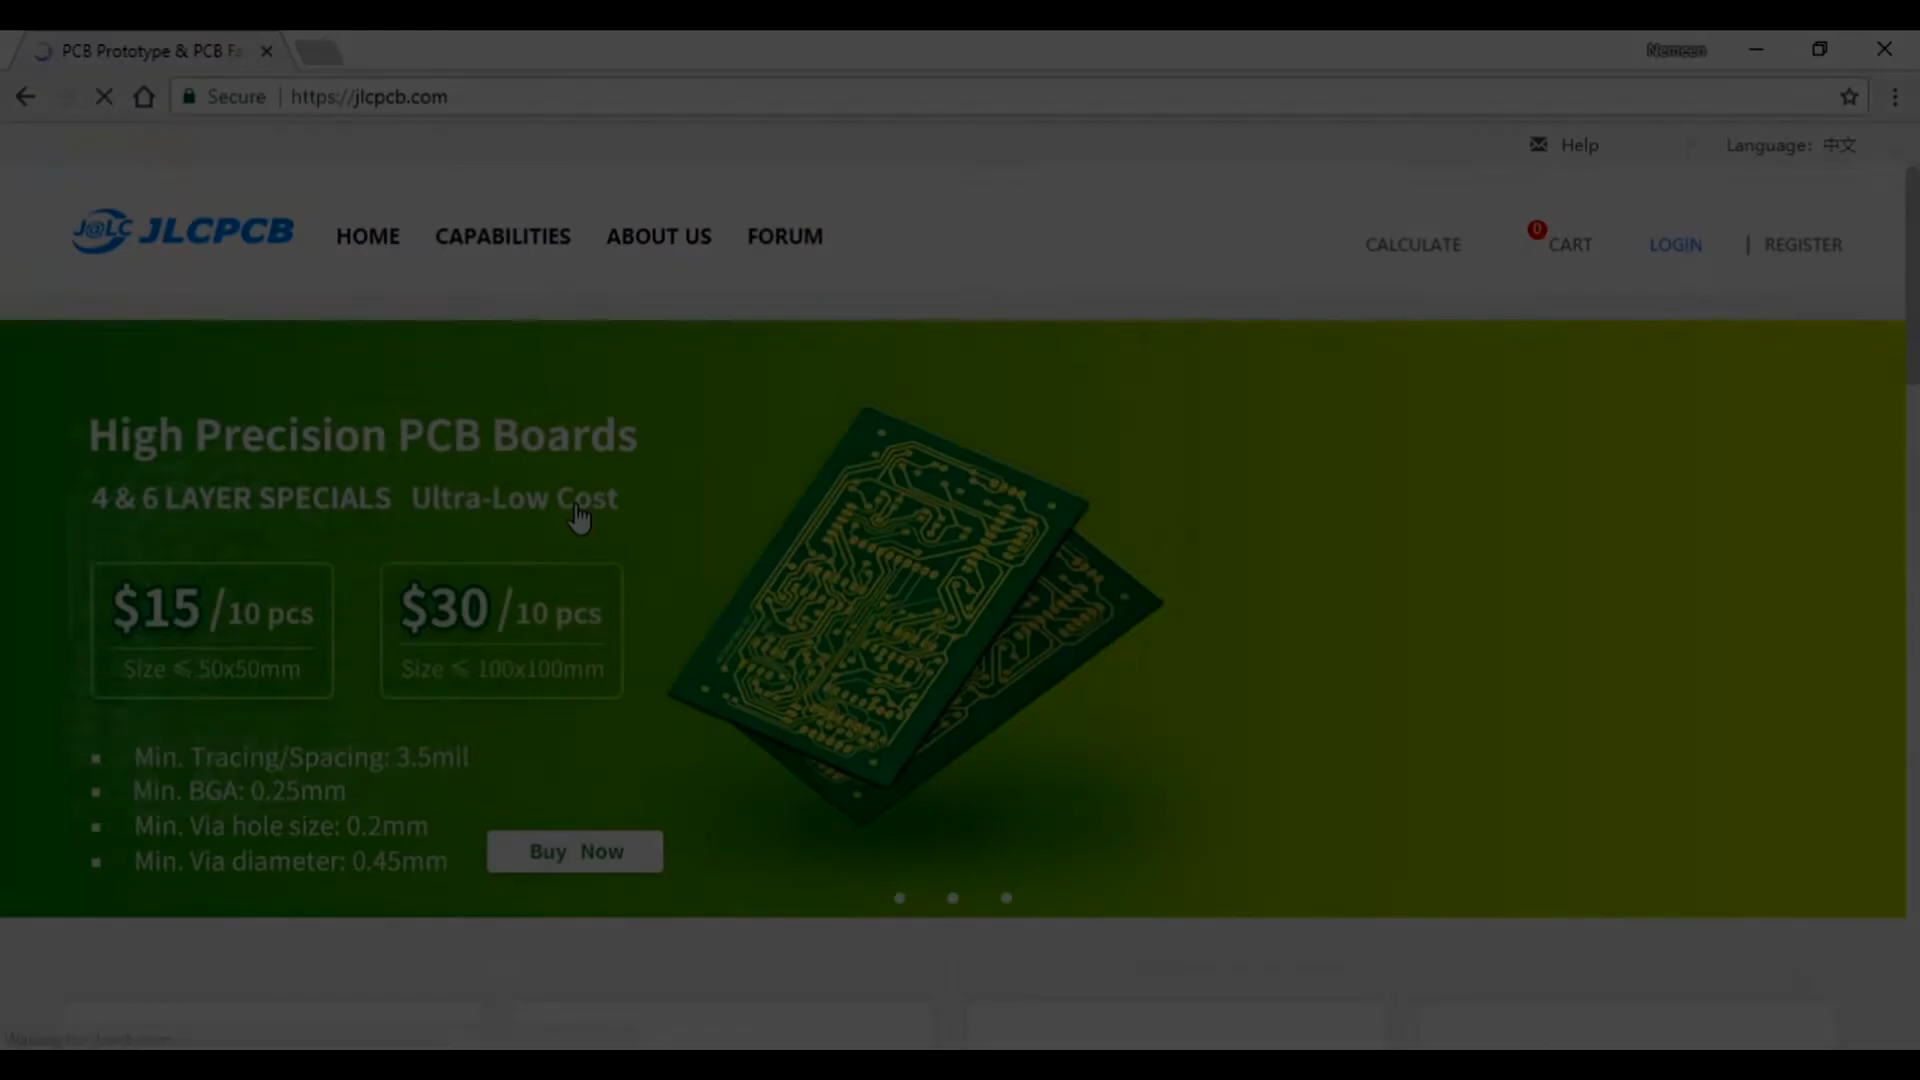 PCB Prototype & PCB Fa
Nemeen
Secure https://jlcpcb.com
Help Language: 中文
J@LC JLCPCB HOME CAPABILITIES ABOUT US FORUM
CALCULATE 0 CART LOGIN | REGISTER
High Precision PCB Boards
4 & 6 LAYER SPECIALS Ultra-Low Cost
$15 /10 pcs $30 /10 pcs
Size ⩽ 50x50mm Size ⩽ 100x100mm
Min. Tracing/Spacing: 3.5mil
Min. BGA: 0.25mm
Min. Via hole size: 0.2mm
Min. Via diameter: 0.45mm
Buy Now